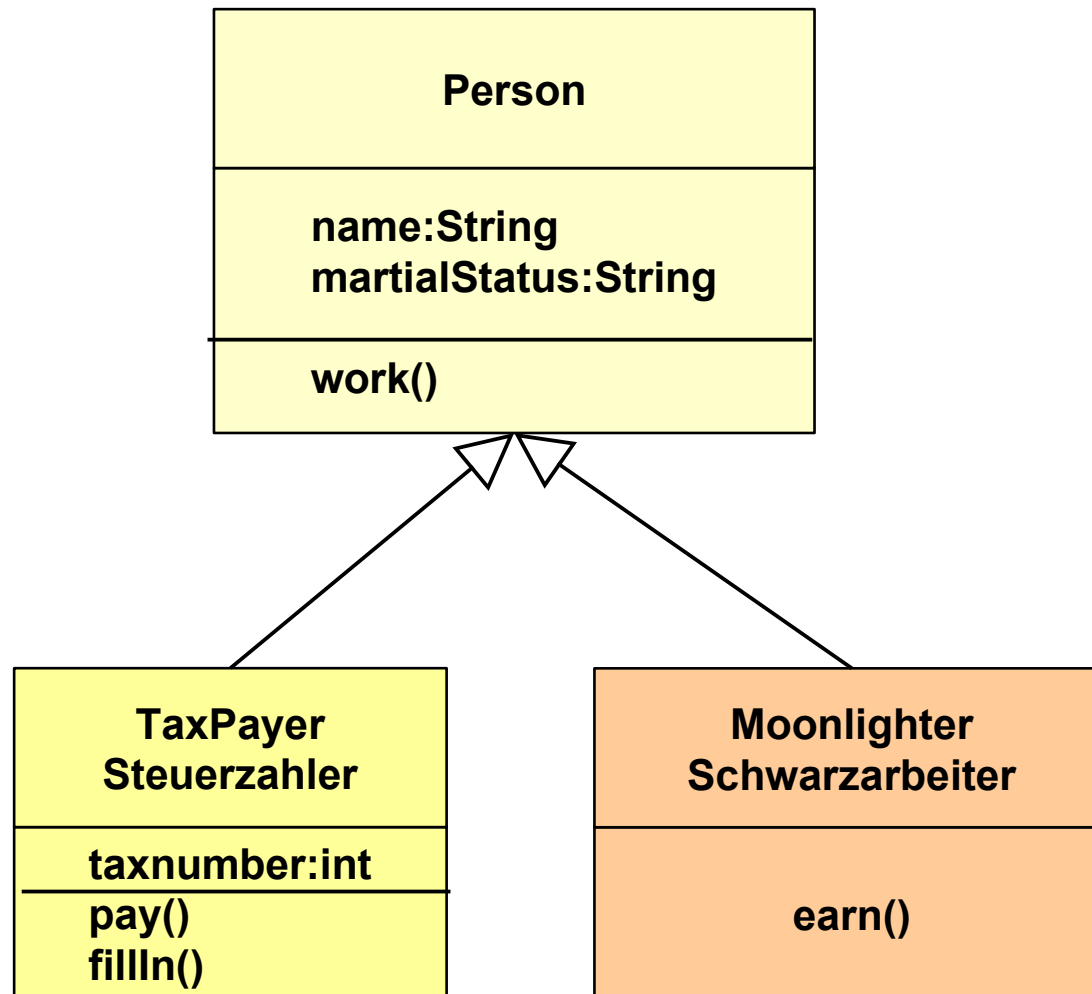 Person
name:String
martialStatus:String
work()
TaxPayer
Steuerzahler
taxnumber:int
pay()
fillIn()
Moonlighter
Schwarzarbeiter
earn()